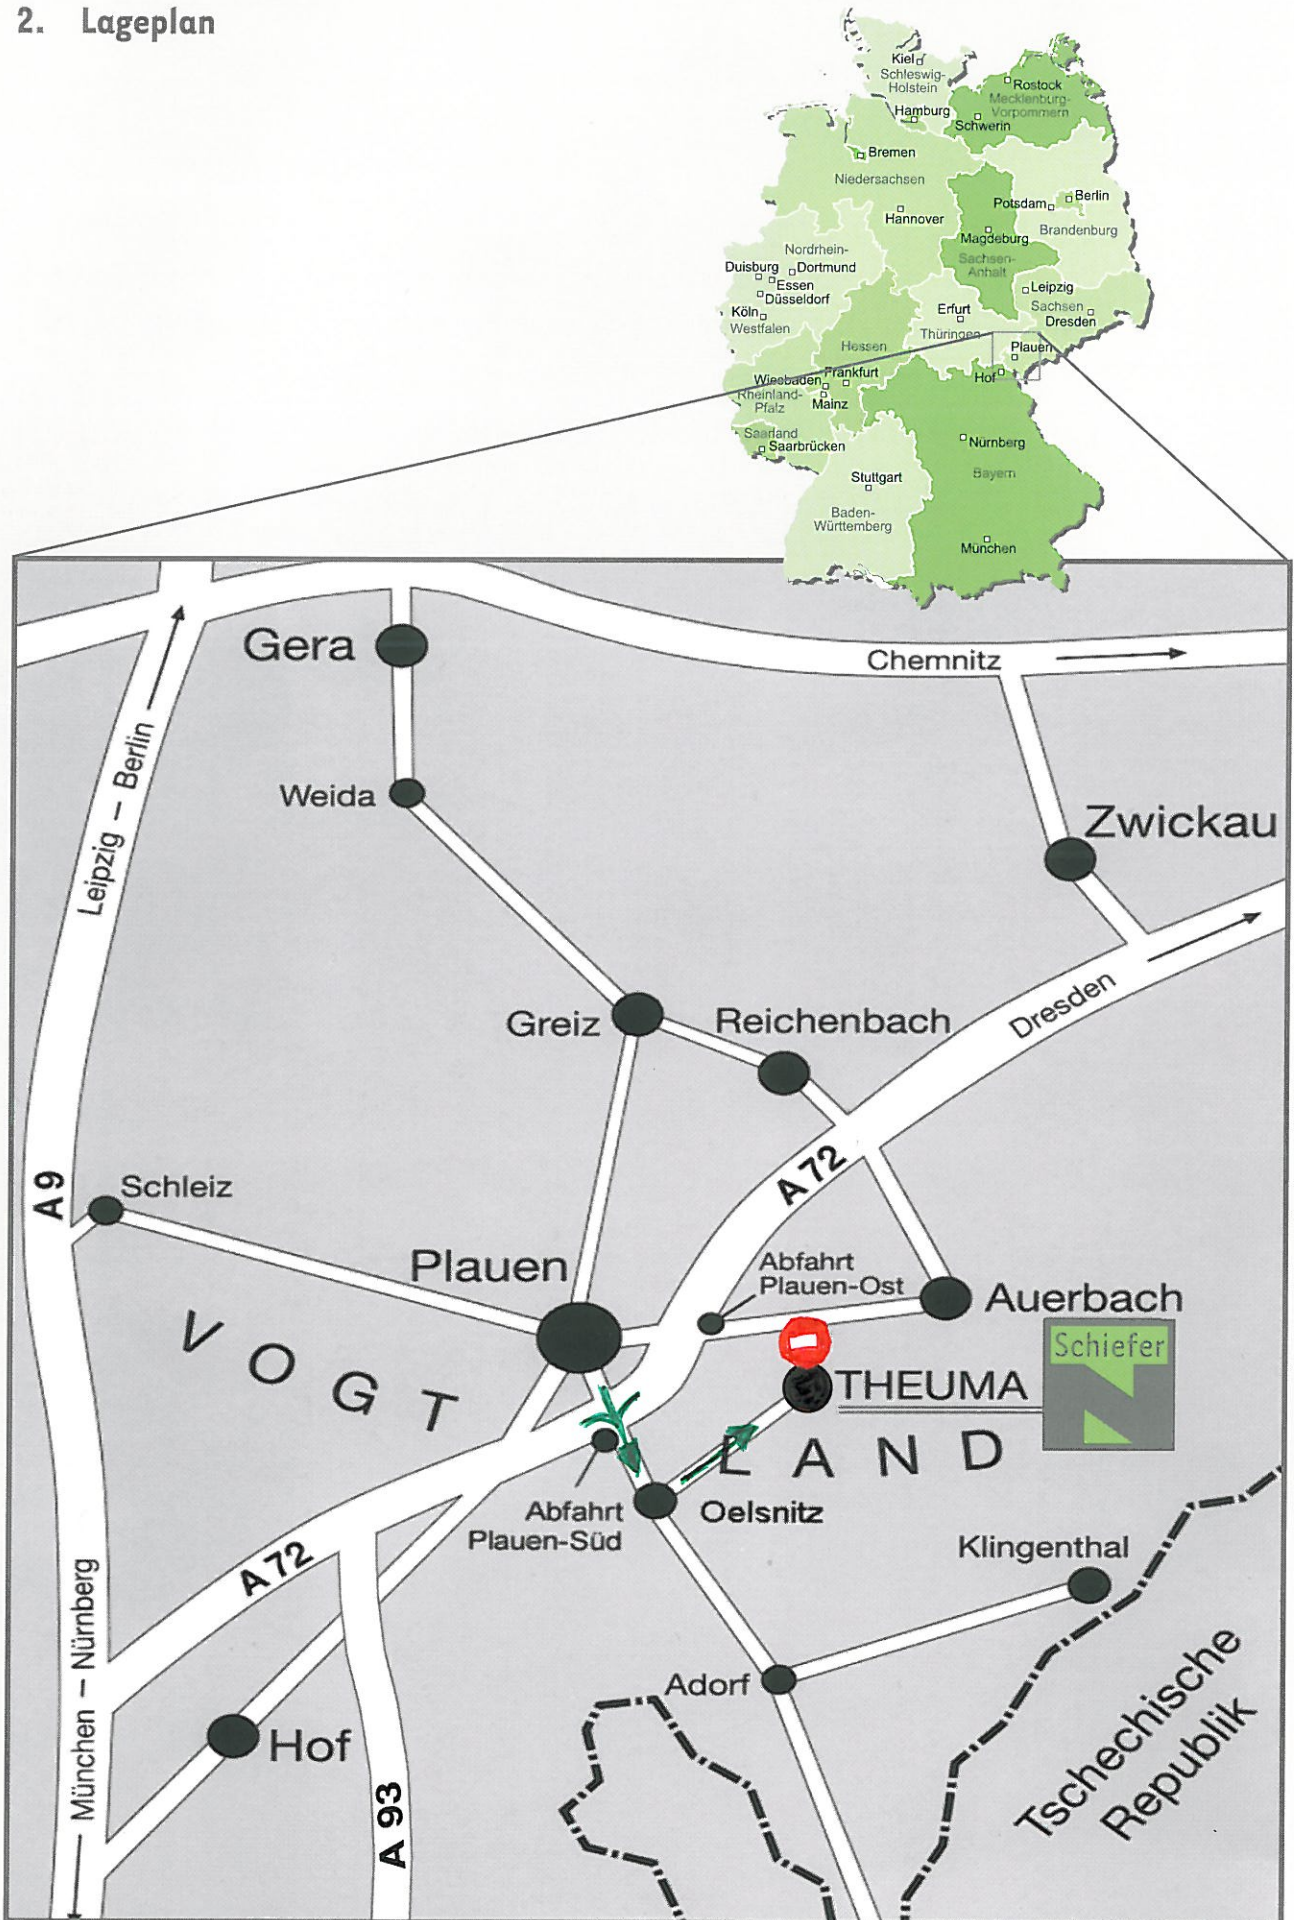 2. Lageplan
Kiel
Schleswig-
Holstein
Rostock
Mecklenburg-
Vorpommern
Hamburg
Schwerin
Bremen
Niedersachsen
Berlin
Potsdam
Hannover
Brandenburg
Magdeburg
Nordrhein-
Sachsen-
Anhalt
Duisburg
Dortmund
Essen
Düsseldorf
Leipzig
Sachsen
Köln
Erfurt
Dresden
Westfalen
Thüringen
Hessen
Plauen
Wiesbaden
Frankfurt
Hof
Rheinland-
Pfalz
Mainz
Saarland
Saarbrücken
Nürnberg
Bayern
Stuttgart
Baden-
Württemberg
München
Gera
Chemnitz
Leipzig – Berlin
Weida
Zwickau
Dresden
Greiz
Reichenbach
A 9
Schleiz
A 72
Plauen
Abfahrt
Plauen-Ost
Auerbach
VOGT
Schiefer
THEUMA
LAND
Abfahrt
Plauen-Süd
Oelsnitz
Klingenthal
A 72
München – Nürnberg
Adorf
Tschechische
Republik
Hof
A 93